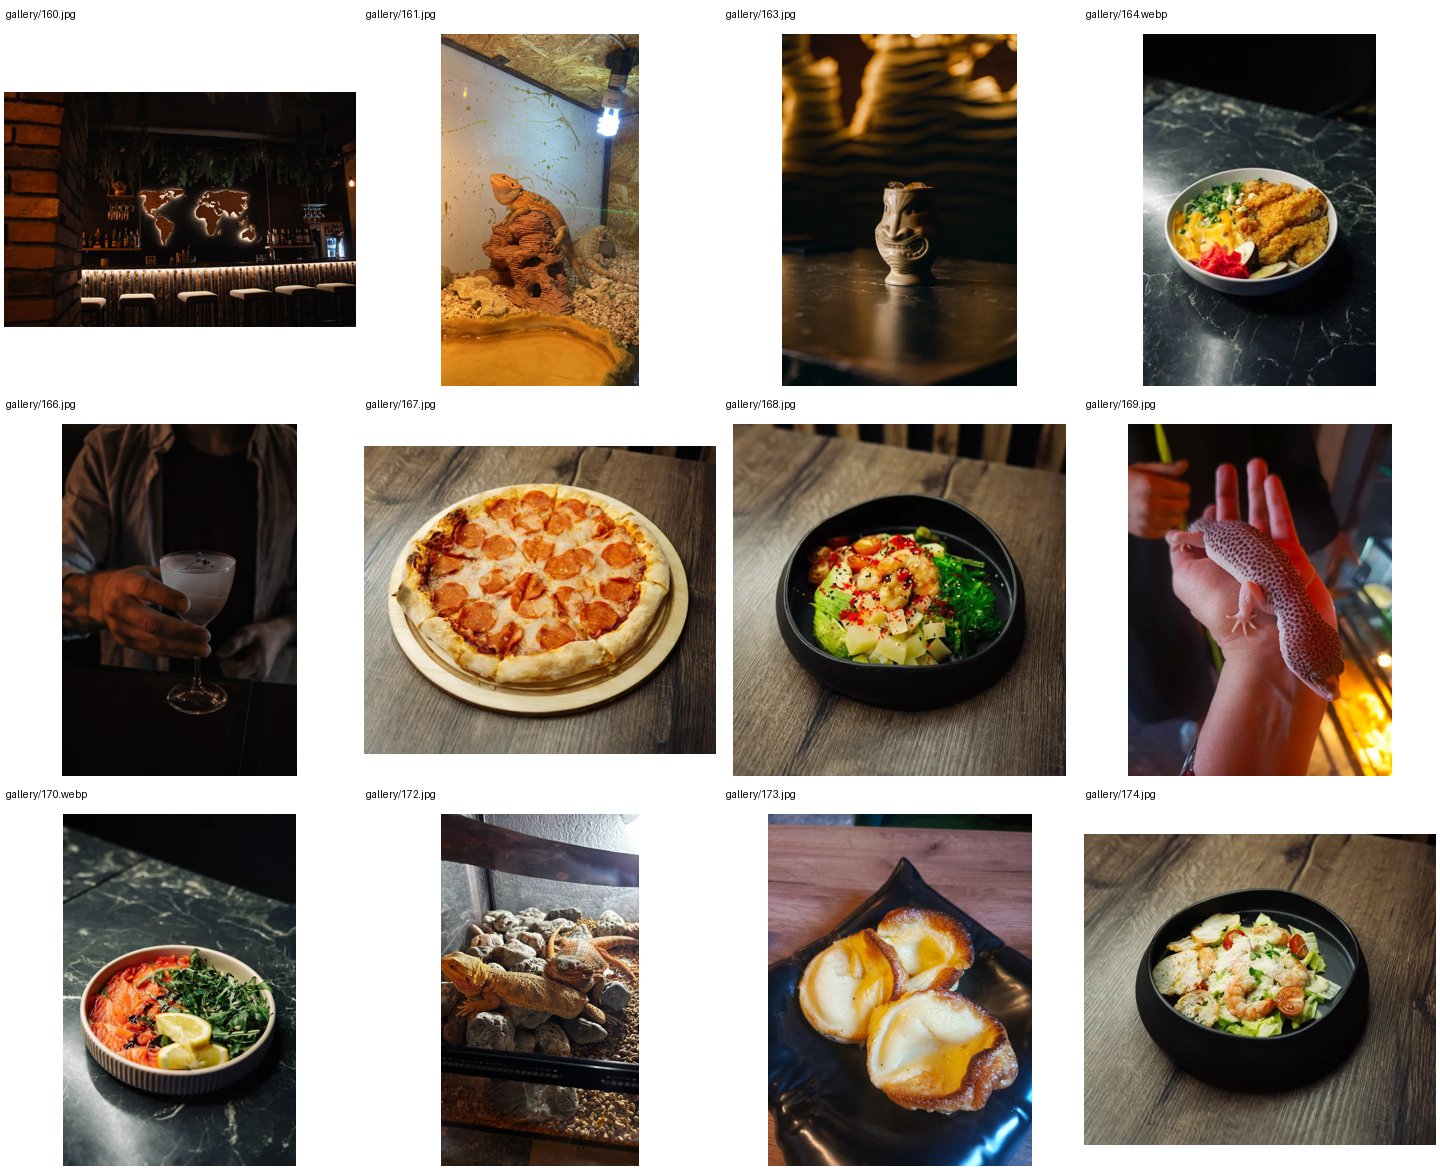 gallery/160.jpg
gallery/161.jpg
gallery/163.jpg
gallery/164.webp
gallery/166.jpg
gallery/167.jpg
gallery/168.jpg
gallery/169.jpg
gallery/170.webp
gallery/172.jpg
gallery/173.jpg
gallery/174.jpg